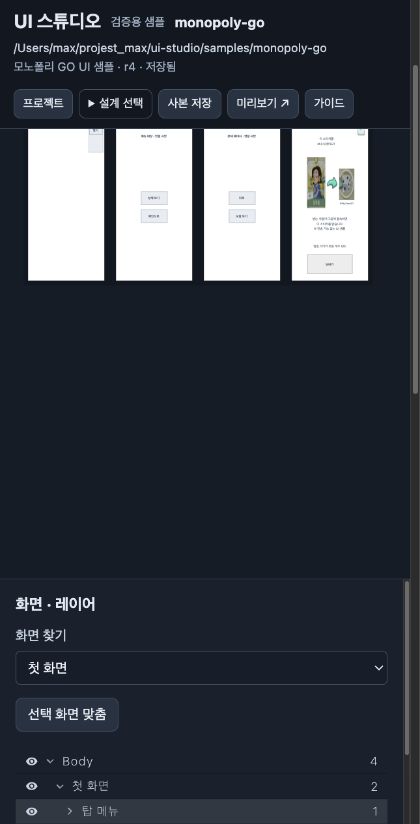 UI 스튜디오 검증용 샘플 monopoly-go
/Users/max/projest_max/ui-studio/samples/monopoly-go
모노폴리 GO UI 샘플 · r4 · 저장됨
프로젝트 ▶ 설계 선택 사본 저장 미리보기 ↗ 가이드
화면 · 레이어
화면 찾기
첫 화면
선택 화면 맞춤
Body 4
첫 화면 2
탑 메뉴 1